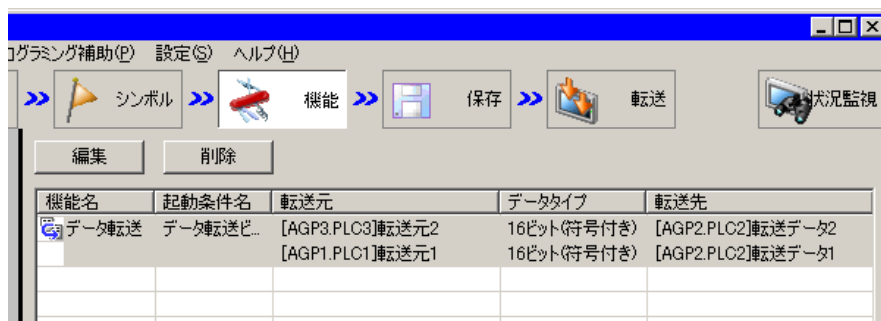 ログラミング補助(P) 設定(S) ヘルプ(H)
シンボル 機能 保存 転送 状況監視
編集 削除
機能名 起動条件名 転送元 データタイプ 転送先
データ転送 データ転送ビ... [AGP3.PLC3]転送元2 16ビット(符号付き) [AGP2.PLC2]転送データ2
[AGP1.PLC1]転送元1 16ビット(符号付き) [AGP2.PLC2]転送データ1